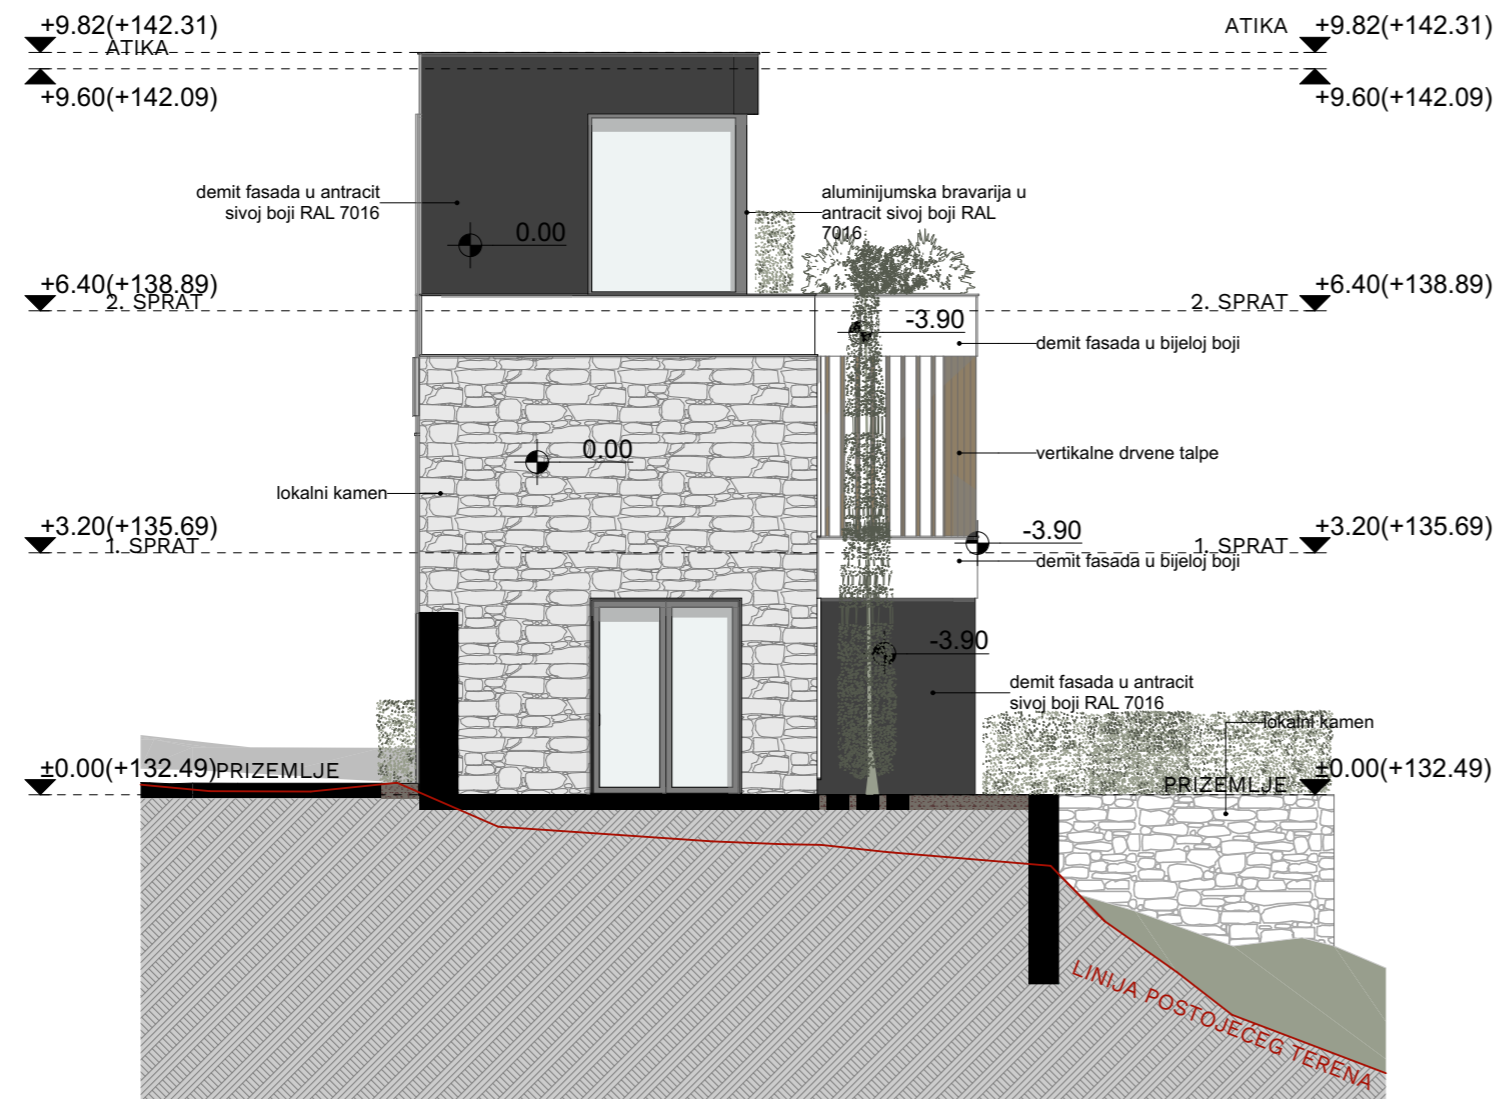 +9.82(+142.31)
ATIKA
+9.60(+142.09)
ATIKA
+9.82(+142.31)
+9.60(+142.09)
demit fasada u antracit
sivoj boji RAL 7016
aluminijumska bravarija u
antracit sivoj boji RAL
7016
0.00
+6.40(+138.89)
2. SPRAT
2. SPRAT
+6.40(+138.89)
-3.90
demit fasada u bijeloj boji
0.00
vertikalne drvene talpe
lokalni kamen
+3.20(+135.69)
1. SPRAT
-3.90
1. SPRAT
+3.20(+135.69)
demit fasada u bijeloj boji
-3.90
demit fasada u antracit
sivoj boji RAL 7016
lokalni kamen
±0.00(+132.49)
PRIZEMLJE
PRIZEMLJE
±0.00(+132.49)
LINIJA POSTOJEĆEG TERENA